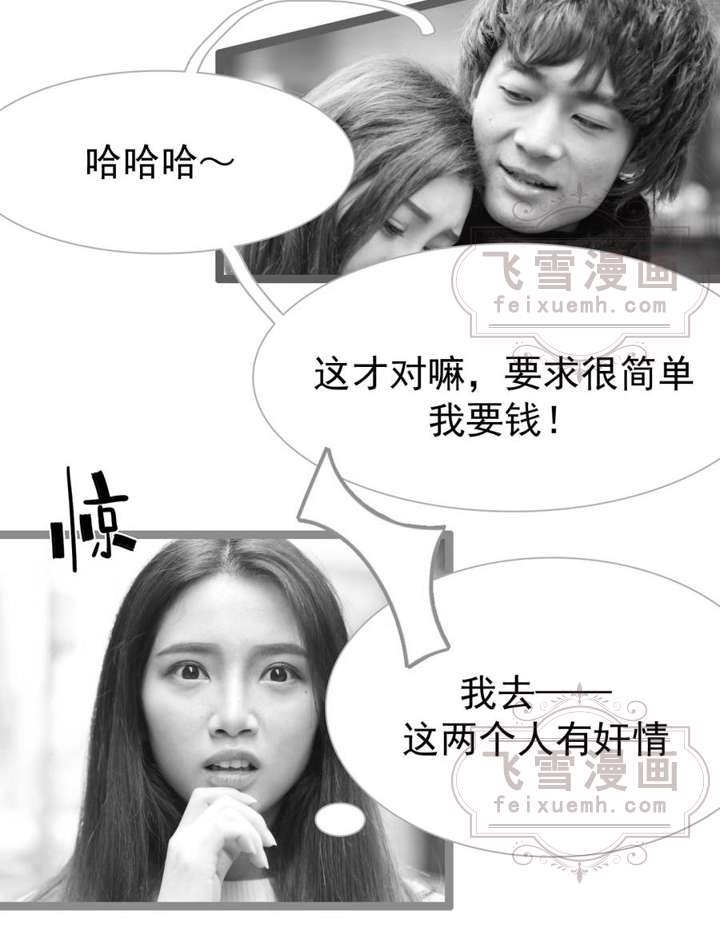 哈哈哈～
飞雪漫画
feixuemh.com
这才对嘛，要求很简单
我要钱！
惊
我去——
这两个人有奸情
飞雪漫画
feixuemh.com